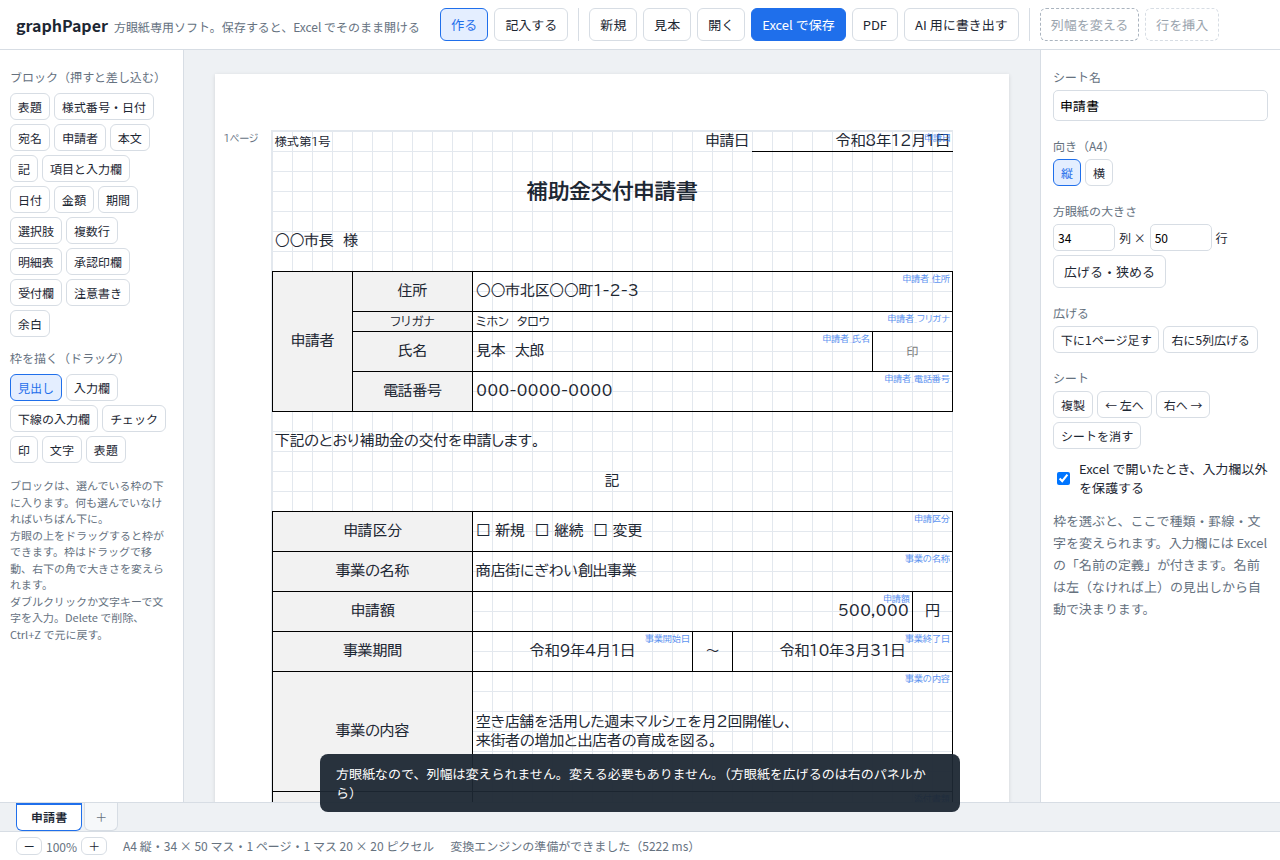 graphPaper 方眼紙専用ソフト。保存すると、Excel でそのまま開ける 作る 記入する 新規 見本 開く Excel で保存 PDF AI 用に書き出す 列幅を変える 行を挿入
ブロック（押すと差し込む）
表題 様式番号・日付
宛名 申請者 本文
記 項目と入力欄
日付 金額 期間
選択肢 複数行
明細表 承認印欄
受付欄 注意書き
余白
枠を描く（ドラッグ）
見出し 入力欄
下線の入力欄 チェック
印 文字 表題
ブロックは、選んでいる枠の下
に入ります。何も選んでいなけ
ればいちばん下に。
方眼の上をドラッグすると枠が
できます。枠はドラッグで移
動、右下の角で大きさを変えら
れます。
ダブルクリックか文字キーで文
字を入力。Delete で削除、
Ctrl+Z で元に戻す。
1ページ
様式第1号 申請日 令和8年12月1日
補助金交付申請書
〇〇市長 様
申請者 住所 〇〇市北区〇〇町1-2-3 申請者 住所
フリガナ ミホン タロウ 申請者 フリガナ
氏名 見本 太郎 申請者 氏名 印
電話番号 000-0000-0000 申請者 電話番号
下記のとおり補助金の交付を申請します。
記
申請区分 ☐ 新規 ☐ 継続 ☐ 変更 申請区分
事業の名称 商店街にぎわい創出事業 事業の名称
申請額 500,000 申請額 円
事業期間 令和9年4月1日 事業開始日 ～ 令和10年3月31日 事業終了日
事業の内容 事業の内容
空き店舗を活用した週末マルシェを月2回開催し、
来街者の増加と出店者の育成を図る。
方眼紙なので、列幅は変えられません。変える必要もありません。（方眼紙を広げるのは右のパネルか
ら）
シート名
申請書
向き（A4）
縦 横
方眼紙の大きさ
34 列 × 50 行
広げる・狭める
広げる
下に1ページ足す 右に5列広げる
シート
複製 ← 左へ 右へ →
シートを消す
Excel で開いたとき、入力欄以外
を保護する
枠を選ぶと、ここで種類・罫線・文
字を変えられます。入力欄には Excel
の「名前の定義」が付きます。名前
は左（なければ上）の見出しから自
動で決まります。
申請書 ＋
－ 100% ＋ A4 縦・34 × 50 マス・1 ページ・1 マス 20 × 20 ピクセル 変換エンジンの準備ができました（5222 ms）